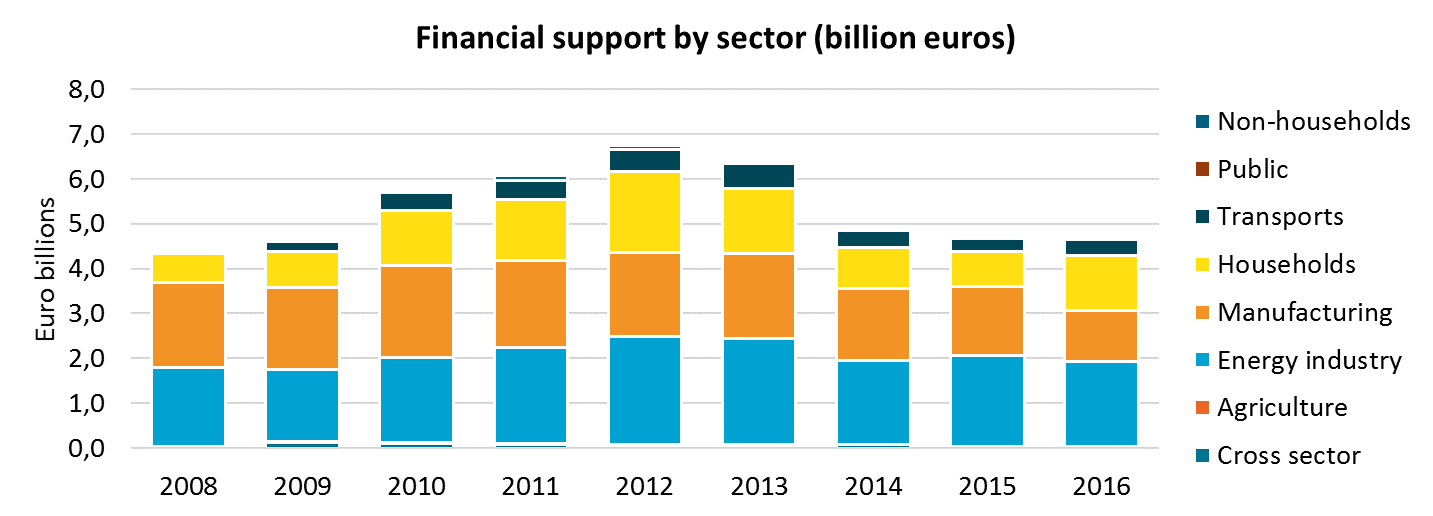 Financial support by sector (billion euros)
Euro billions
8,0
7,0
6,0
5,0
4,0
3,0
2,0
1,0
0,0
2008 2009 2010 2011 2012 2013 2014 2015 2016
Non-households
Public
Transports
Households
Manufacturing
Energy industry
Agriculture
Cross sector